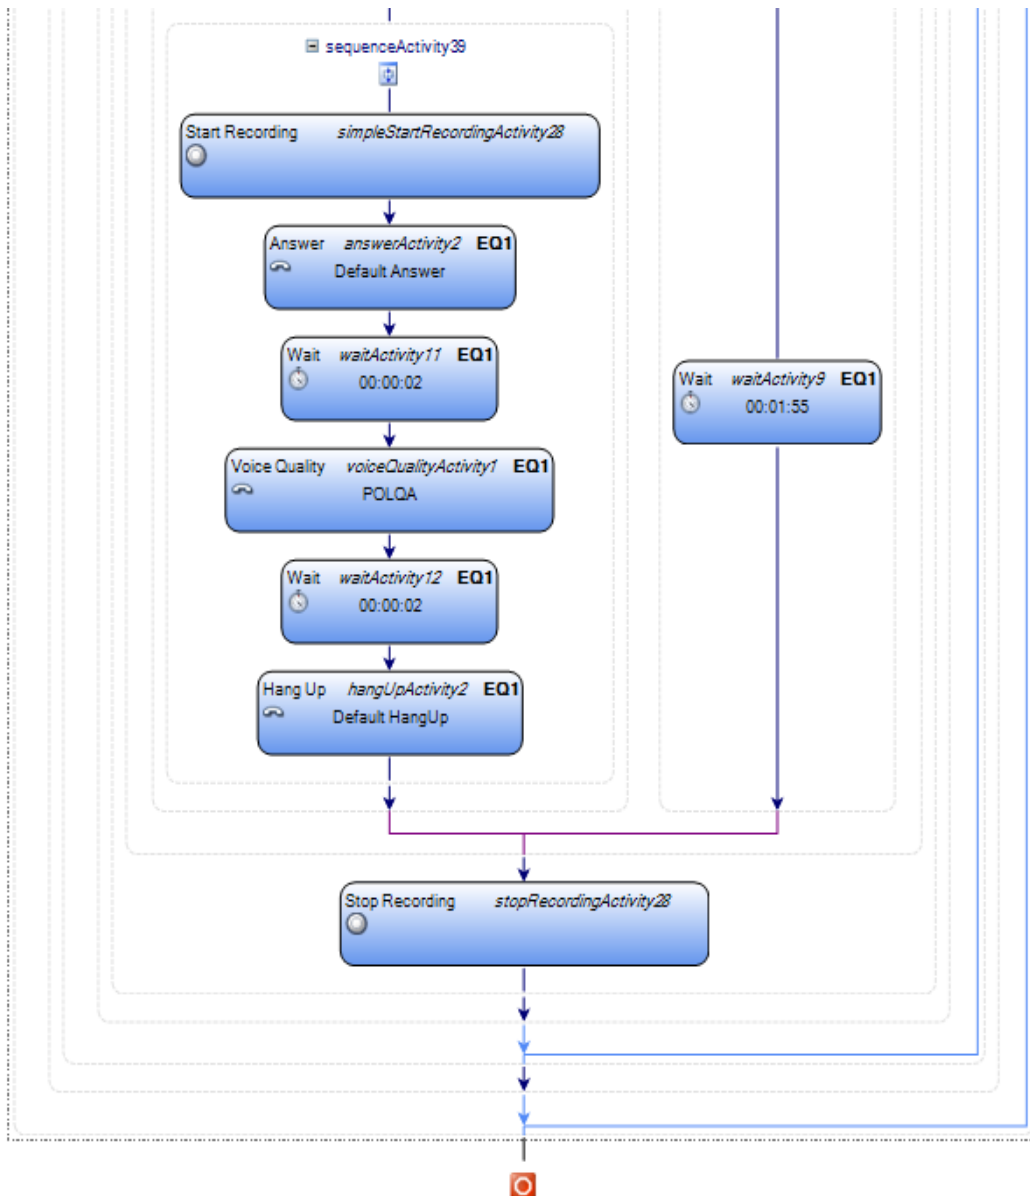 sequenceActivity39
Start Recording simpleStartRecordingActivity28
Answer answerActivity2 EQ1
Default Answer
Wait waitActivity11 EQ1
00:00:02
Wait waitActivity9 EQ1
00:01:55
Voice Quality voiceQualityActivity1 EQ1
POLQA
Wait waitActivity12 EQ1
00:00:02
Hang Up hangUpActivity2 EQ1
Default HangUp
Stop Recording stopRecordingActivity28